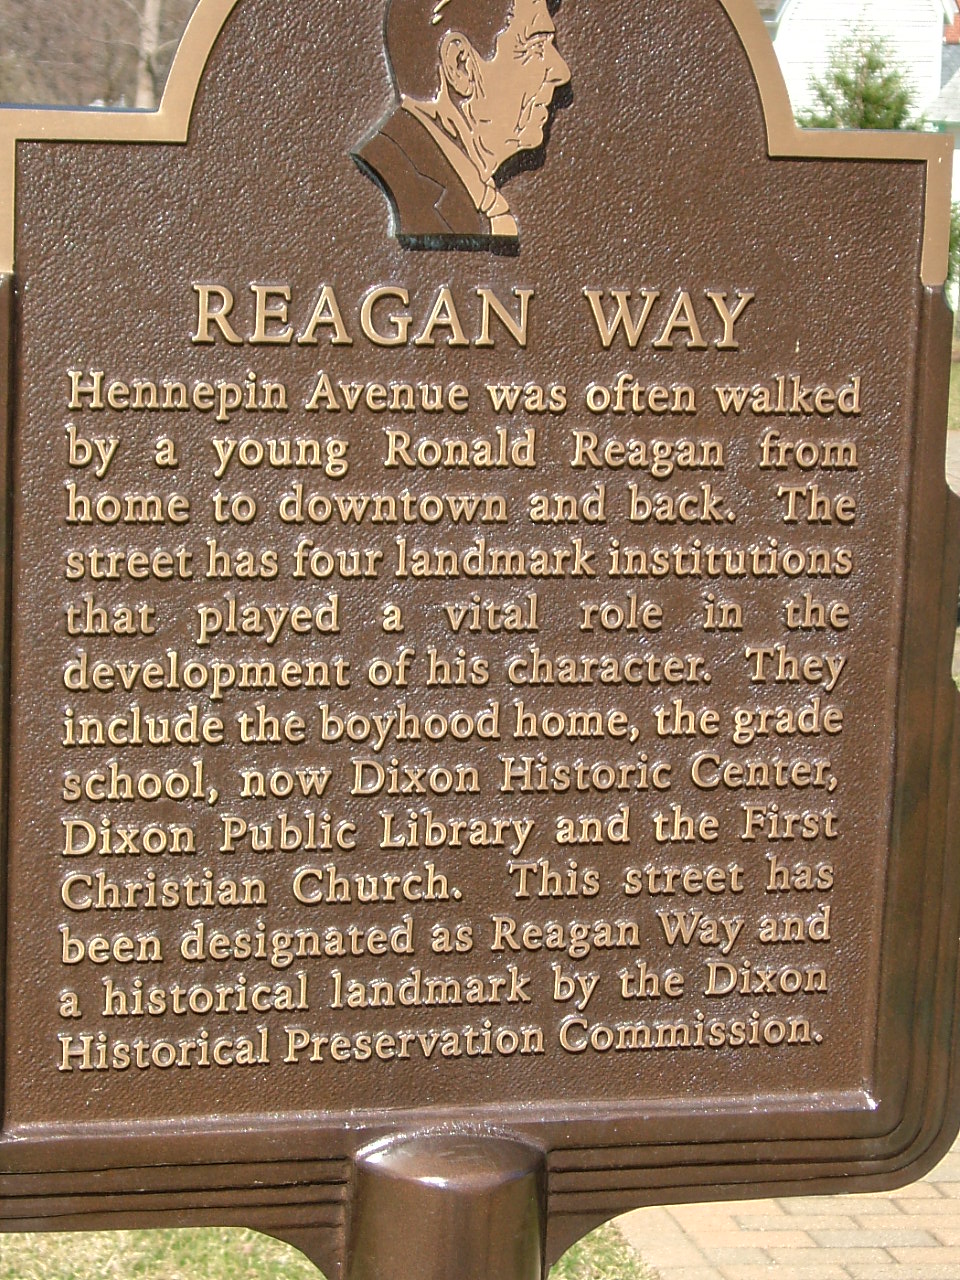 REAGAN WAY
Hennepin Avenue was often walked
by a young Ronald Reagan from
home to downtown and back. The
street has four landmark institutions
that played a vital role in the
development of his character. They
include the boyhood home, the grade
school, now Dixon Historic Center,
Dixon Public Library and the First
Christian Church. This street has
been designated as Reagan Way and
a historical landmark by the Dixon
Historical Preservation Commission.